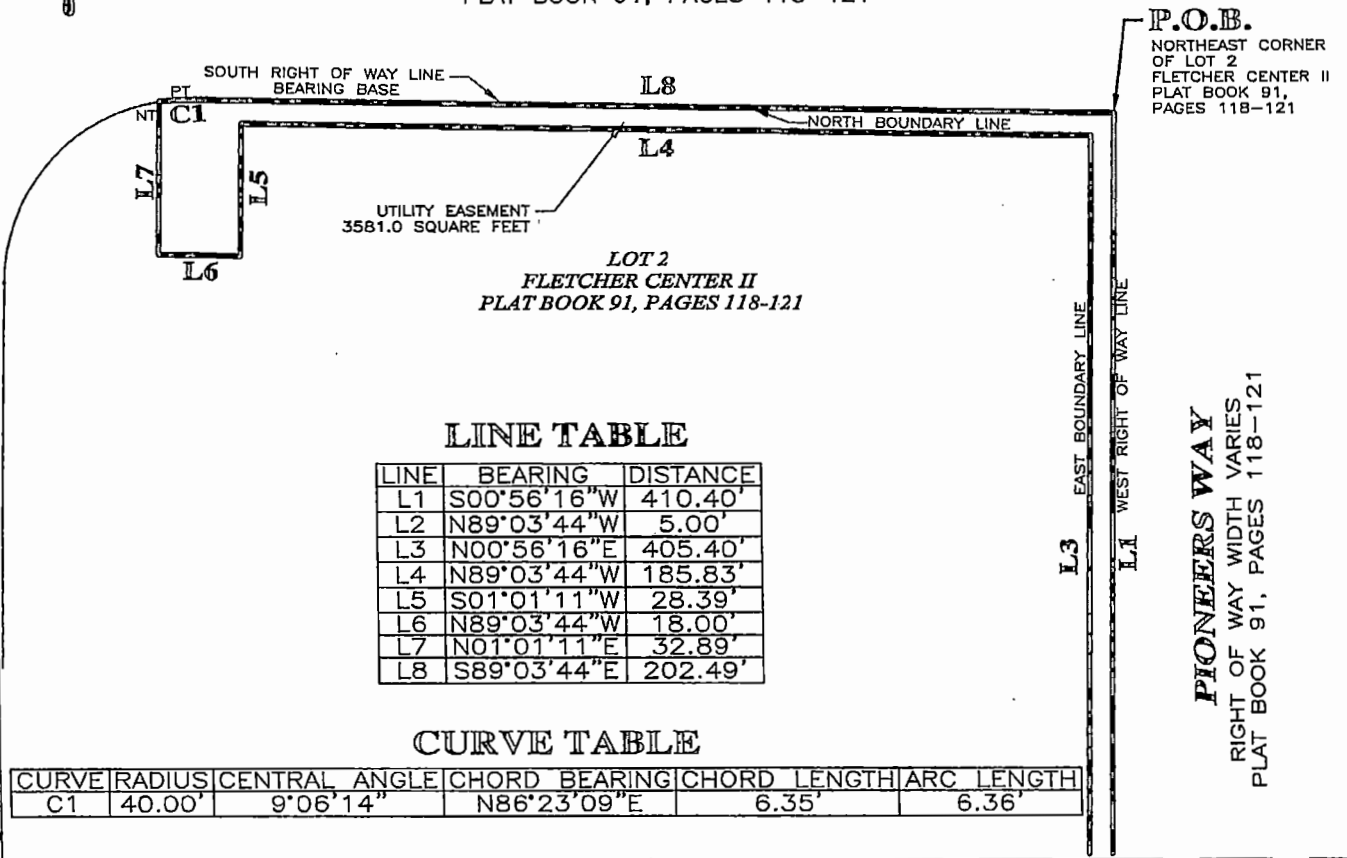 P.O.B.
NORTHEAST CORNER
OF LOT 2
FLETCHER CENTER II
PLAT BOOK 91,
PAGES 118-121
SOUTH RIGHT OF WAY LINE
BEARING BASE
L8
PT
NT
C1
NORTH BOUNDARY LINE
L4
L7
L5
UTILITY EASEMENT
3581.0 SQUARE FEET
L6
LOT 2
FLETCHER CENTER II
PLAT BOOK 91, PAGES 118-121
EAST BOUNDARY LINE
WEST RIGHT OF WAY LINE
L3
L1
PIONEERS WAY
RIGHT OF WAY WIDTH VARIES
PLAT BOOK 91, PAGES 118-121
LINE TABLE
LINE BEARING DISTANCE
L1 S00°56'16"W 410.40'
L2 N89°03'44"W 5.00'
L3 N00°56'16"E 405.40'
L4 N89°03'44"W 185.83'
L5 S01°01'11"W 28.39'
L6 N89°03'44"W 18.00'
L7 N01°01'11"E 32.89'
L8 S89°03'44"E 202.49'
CURVE TABLE
CURVE RADIUS CENTRAL ANGLE CHORD BEARING CHORD LENGTH ARC LENGTH
C1 40.00' 9°06'14" N86°23'09"E 6.35' 6.36'